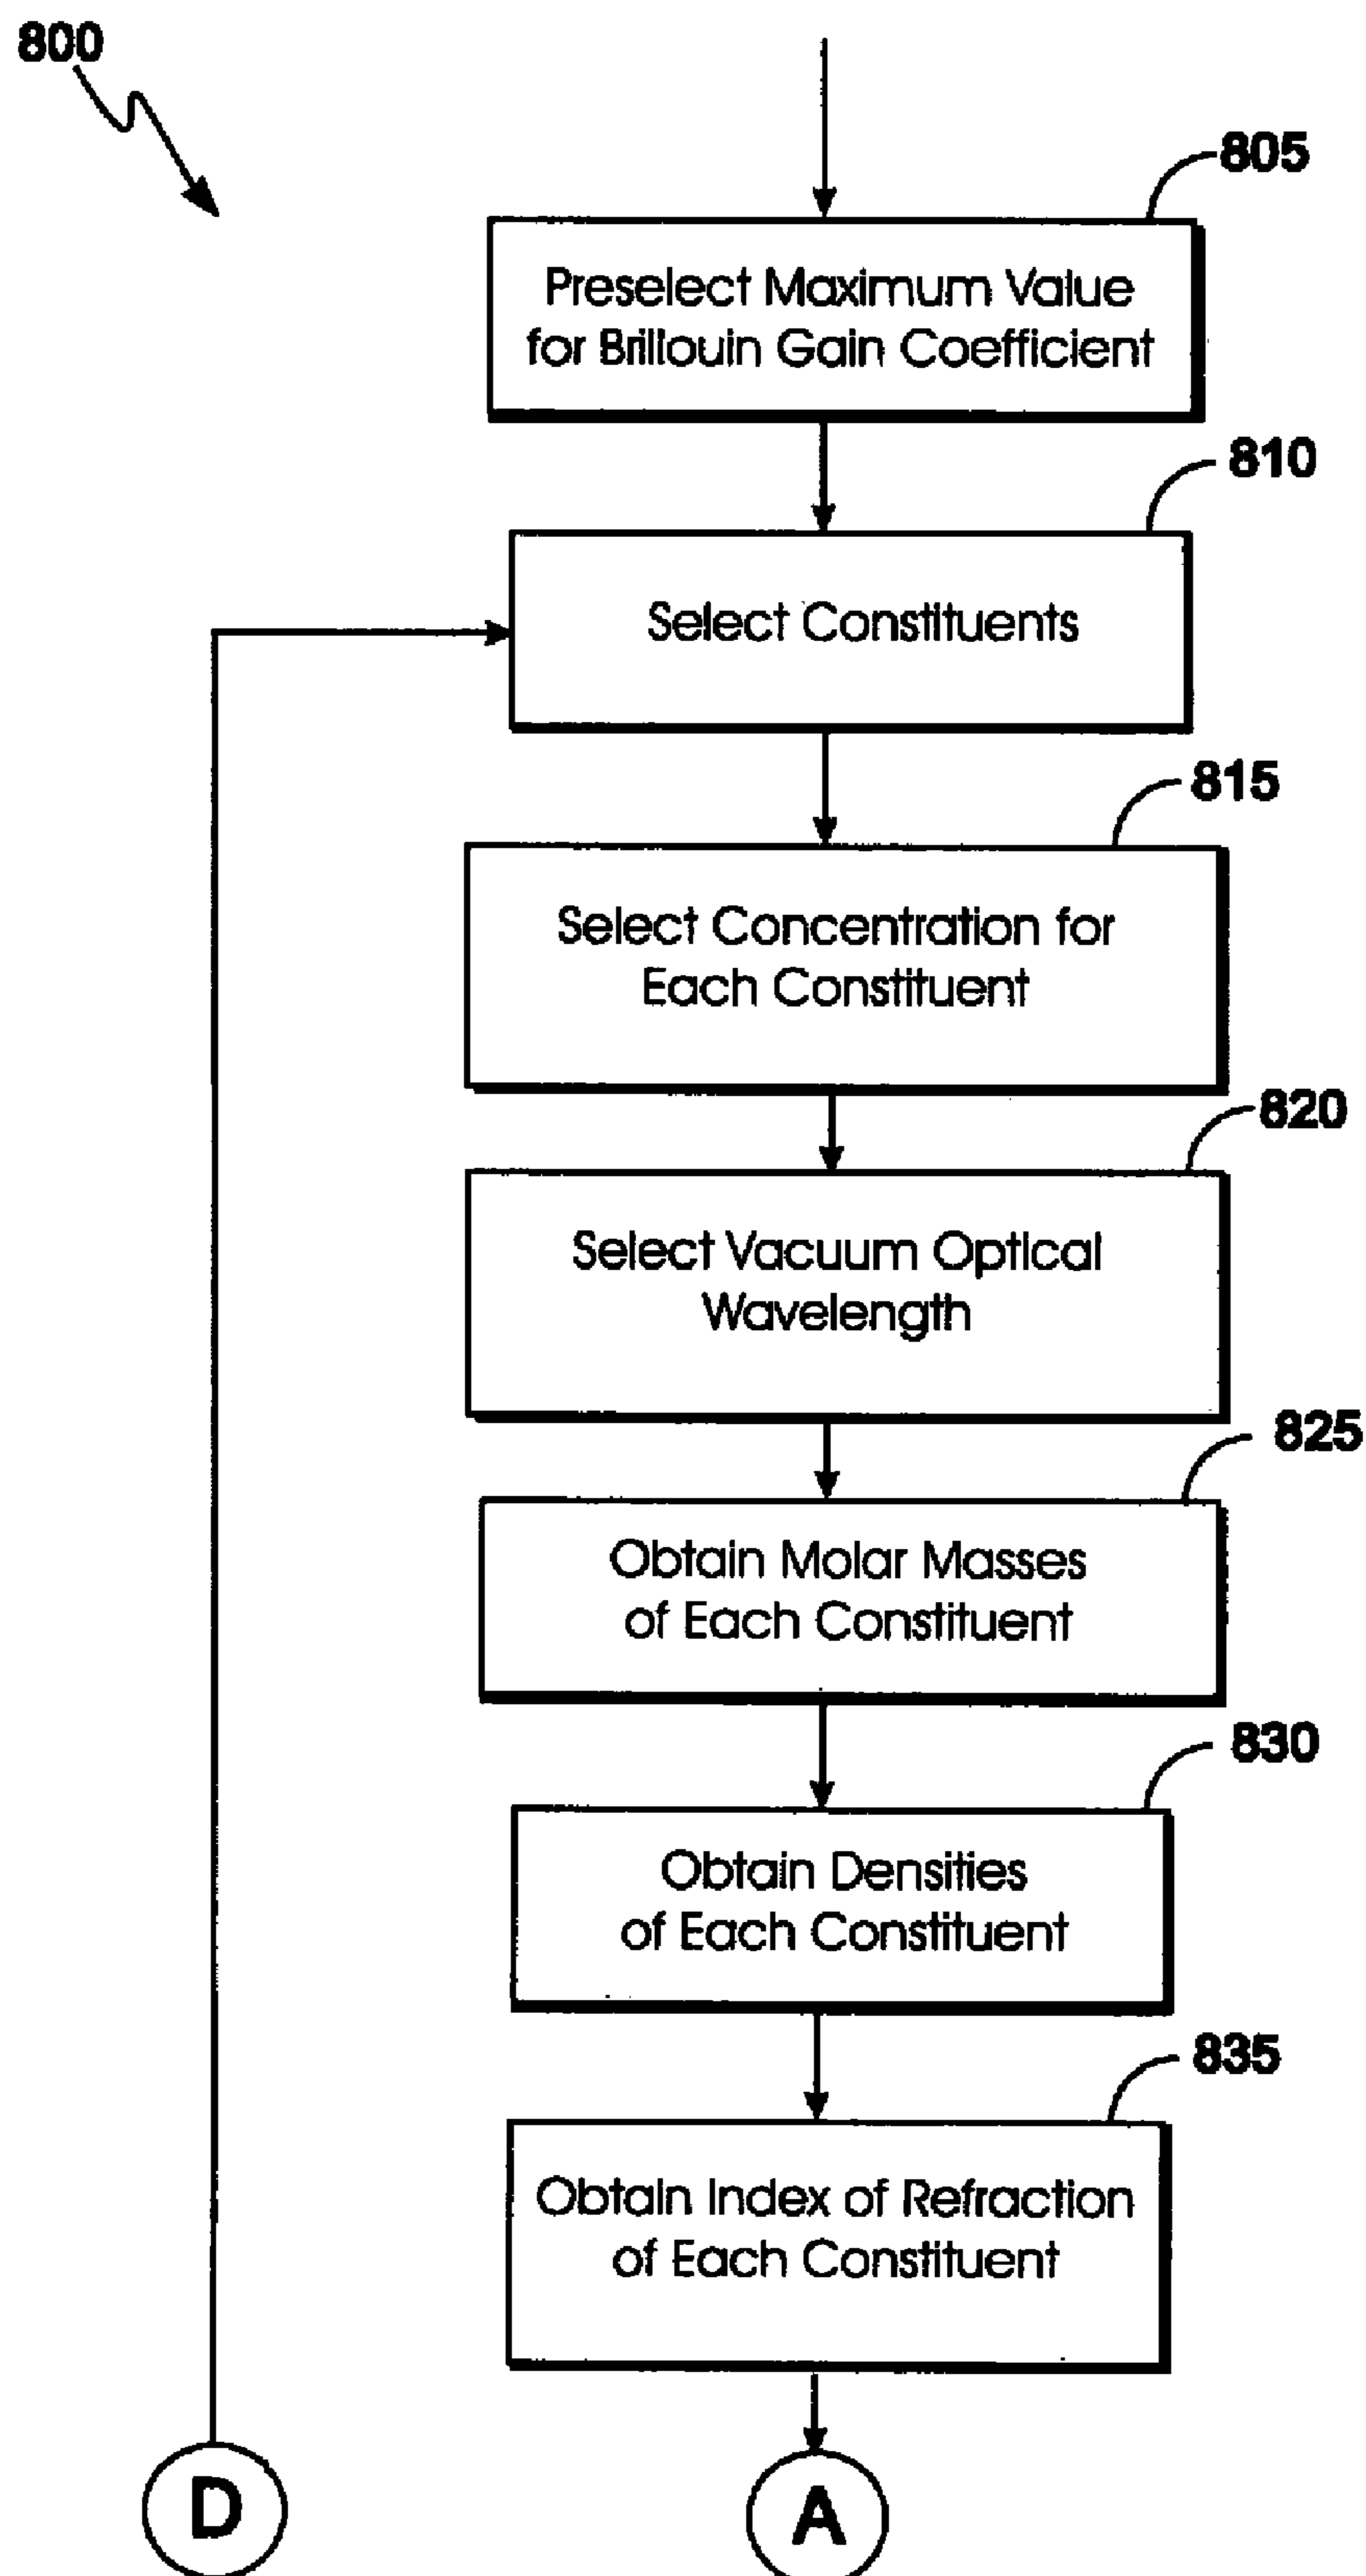 800
805
Preselect Maximum Value
for Brillouin Gain Coefficient
810
Select Constituents
815
Select Concentration for
Each Constituent
820
Select Vacuum Optical
Wavelength
825
Obtain Molar Masses
of Each Constituent
830
Obtain Densities
of Each Constituent
835
Obtain Index of Refraction
of Each Constituent
D
A